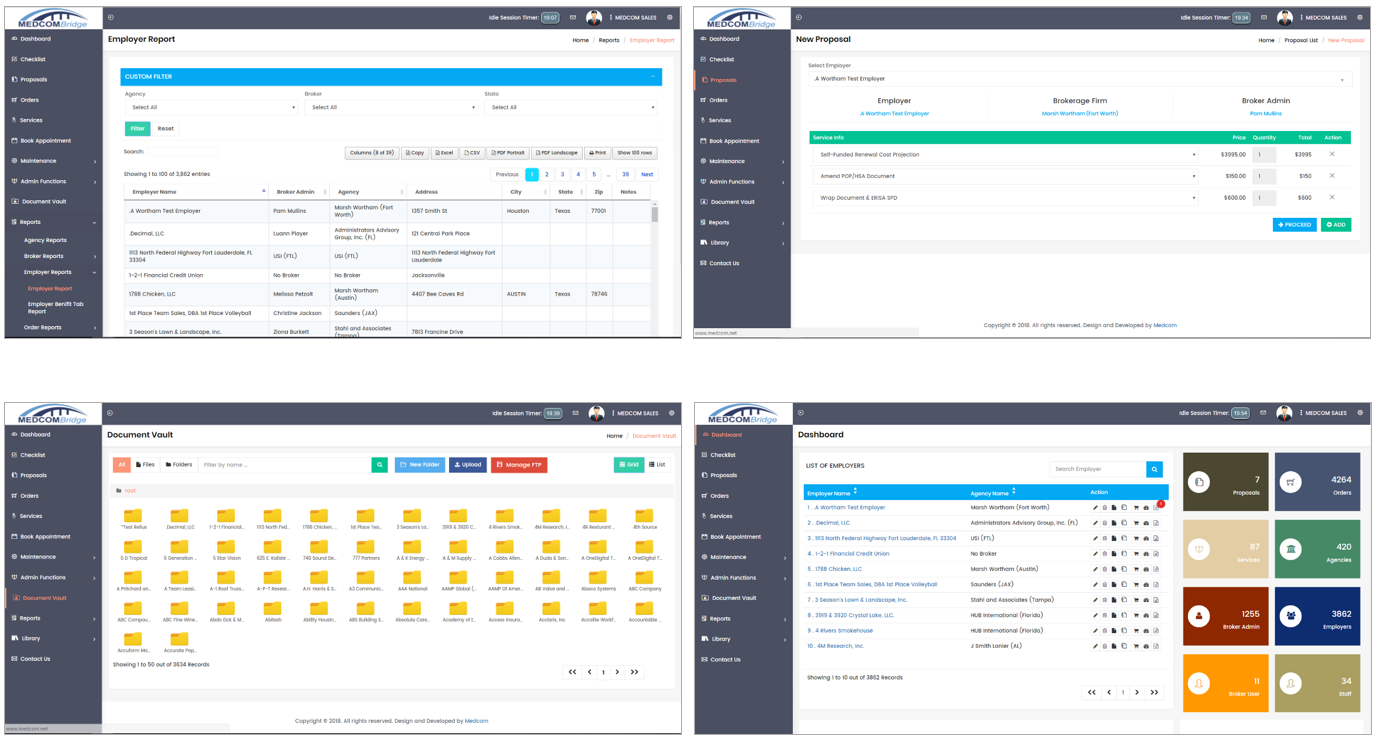 MEDCOMBridge
Idle Session Timer: 19:07
MEDCOM SALES
Dashboard
Checklist
Proposals
Orders
Services
Book Appointment
Maintenance
Admin Functions
Document Vault
Reports
Agency Reports
Broker Reports
Employer Reports
Employer Report
Employer Benifit Tab
Report
Order Reports
Employer Report
Home / Reports / Employer Report
CUSTOM FILTER
Agency Broker State
Select All Select All Select All
Filter Reset
Search:
Columns (8 of 39) Copy Excel CSV PDF Portrait PDF Landscape Print Show 100 rows
Showing 1 to 100 of 3,862 entries
Previous 1 2 3 4 5 ... 39 Next
Employer Name Broker Admin Agency Address City State Zip Notes
.A Wortham Test Employer Pam Mullins Marsh Wortham (Fort Worth) 1357 Smith St Houston Texas 77001
.Decimal, LLC Luann Player Administrators Advisory Group, Inc. (FL) 121 Central Park Place
1113 North Federal Highway Fort Lauderdale, FL 33304 USI (FTL) USI (FTL) 1113 North Federal Highway Fort Lauderdale
1-2-1 Financial Credit Union No Broker No Broker Jacksonville
1788 Chicken, LLC Melissa Petzolt Marsh Wortham (Austin) 4407 Bee Caves Rd AUSTIN Texas 78746
1st Place Team Sales, DBA 1st Place Volleyball Christine Jackson Saunders (JAX)
3 Season's Lawn & Landscape, Inc. Ziona Burkett Stahl and Associates (Tampa) 7813 Francine Drive
MEDCOMBridge
Idle Session Timer: 19:34
MEDCOM SALES
Dashboard
Checklist
Proposals
Orders
Services
Book Appointment
Maintenance
Admin Functions
Document Vault
Reports
Library
Contact Us
New Proposal
Home / Proposal List / New Proposal
Select Employer
.A Wortham Test Employer
Employer Brokerage Firm Broker Admin
.A Wortham Test Employer Marsh Wortham (Fort Worth) Pam Mullins
Service Info Price Quantity Total Action
Self-Funded Renewal Cost Projection $3995.00 1 $3995
Amend POP/HSA Document $150.00 1 $150
Wrap Document & ERISA SPD $600.00 1 $600
PROCEED ADD
Copyright © 2018. All rights reserved. Design and Developed by Medcom
www.medcom.net
MEDCOMBridge
Idle Session Timer: 19:39
MEDCOM SALES
Dashboard
Checklist
Proposals
Orders
Services
Book Appointment
Maintenance
Admin Functions
Document Vault
Reports
Library
Contact Us
Document Vault
Home / Document Vault
All Files Folders Filter by name ... New Folder Upload Manage FTP Grid List
root
"Test Relius .Decimal, LLC 1-2-1 Financial... 1113 North Fed... 1788 Chicken, ... 1st Place Tea... 3 Season's La... 3919 & 3920 C... 4 Rivers Smok... 4M Research, I... 4R Restaurant ... 4th Source
5 D Tropical 5 Generation ... 5 Star Vision 625 E. Kaliste ... 740 Sound De... 777 Partners A & K Energy ... A & M Supply ... A Cobbs Allen... A Duda & Son... A OneDigital T... A OneDigital T...
A Pritchard an... A Team Leasi... A-1 Roof Truss... A-P-T Resear... A.N. Harris & S... A3 Communic... AAA National AAMP Global (... AAMP Of Amer... AB Valve and ... Abaco Systems ABC Company
ABC Compou... ABC Fine Wine... Abdo Eick & M... Abilash Ability Housin... ABS Building S... Absolute Care... Academy of t... Access Insura... Acclaris, Inc. Accolite Workf... Accountable ...
Accuform Ma... Accurate Pap...
Showing 1 to 50 out of 3634 Records
1
Copyright © 2018. All rights reserved. Design and Developed by Medcom
www.medcom.net
MEDCOMBridge
Idle Session Timer: 19:54
MEDCOM SALES
Dashboard
Checklist
Proposals
Orders
Services
Book Appointment
Maintenance
Admin Functions
Document Vault
Reports
Library
Contact Us
Dashboard
LIST OF EMPLOYERS
Search Employer
Employer Name Agency Name Action
1 . .A Wortham Test Employer Marsh Wortham (Fort Worth)
2 . .Decimal, LLC Administrators Advisory Group, Inc. (FL)
3 . 1113 North Federal Highway Fort Lauderdale, FL 33304 USI (FTL)
4 . 1-2-1 Financial Credit Union No Broker
5 . 1788 Chicken, LLC Marsh Wortham (Austin)
6 . 1st Place Team Sales, DBA 1st Place Volleyball Saunders (JAX)
7 . 3 Season's Lawn & Landscape, Inc. Stahl and Associates (Tampa)
8 . 3919 & 3920 Crystal Lake, LLC. HUB International (Florida)
9 . 4 Rivers Smokehouse HUB International (Florida)
10 . 4M Research, Inc. J Smith Lanier (AL)
Showing 1 to 10 out of 3862 Records
1
7
Proposals
4264
Orders
87
Services
420
Agencies
1255
Broker Admin
3862
Employers
11
Broker User
34
Staff